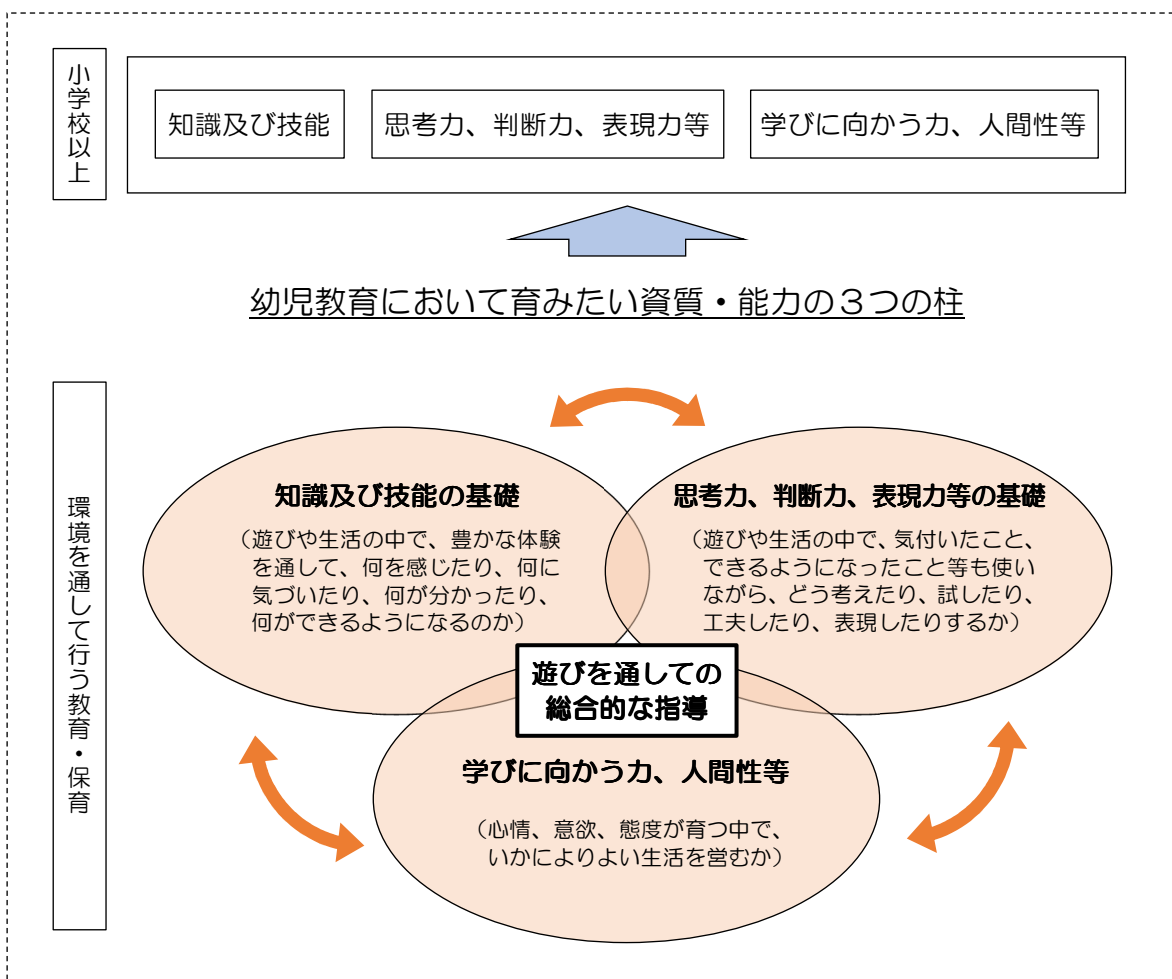 小学校以上
知識及び技能
思考力、判断力、表現力等
学びに向かう力、人間性等
幼児教育において育みたい資質・能力の３つの柱
環境を通して行う教育・保育
知識及び技能の基礎
（遊びや生活の中で、豊かな体験
を通して、何を感じたり、何に
気づいたり、何が分かったり、
何ができるようになるのか）
思考力、判断力、表現力等の基礎
（遊びや生活の中で、気付いたこと、
できるようになったこと等も使い
ながら、どう考えたり、試したり、
工夫したり、表現したりするか）
遊びを通しての
総合的な指導
学びに向かう力、人間性等
（心情、意欲、態度が育つ中で、
いかによりよい生活を営むか）